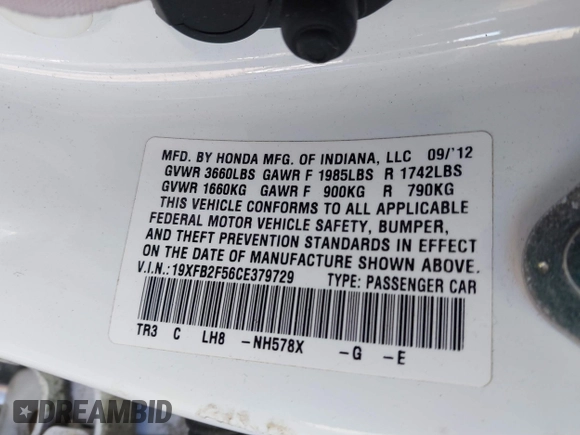 MFD. BY HONDA MFG. OF INDIANA, LLC 09/'12
GVWR 3660LBS GAWR F 1985LBS R 1742LBS
GVWR 1660KG GAWR F 900KG R 790KG
THIS VEHICLE CONFORMS TO ALL APPLICABLE
FEDERAL MOTOR VEHICLE SAFETY, BUMPER,
AND THEFT PREVENTION STANDARDS IN EFFECT
ON THE DATE OF MANUFACTURE SHOWN ABOVE.
V.I.N.:19XFB2F56CE379729 TYPE: PASSENGER CAR
TR3 C LH8 -NH578X -G -E
DREAMBID